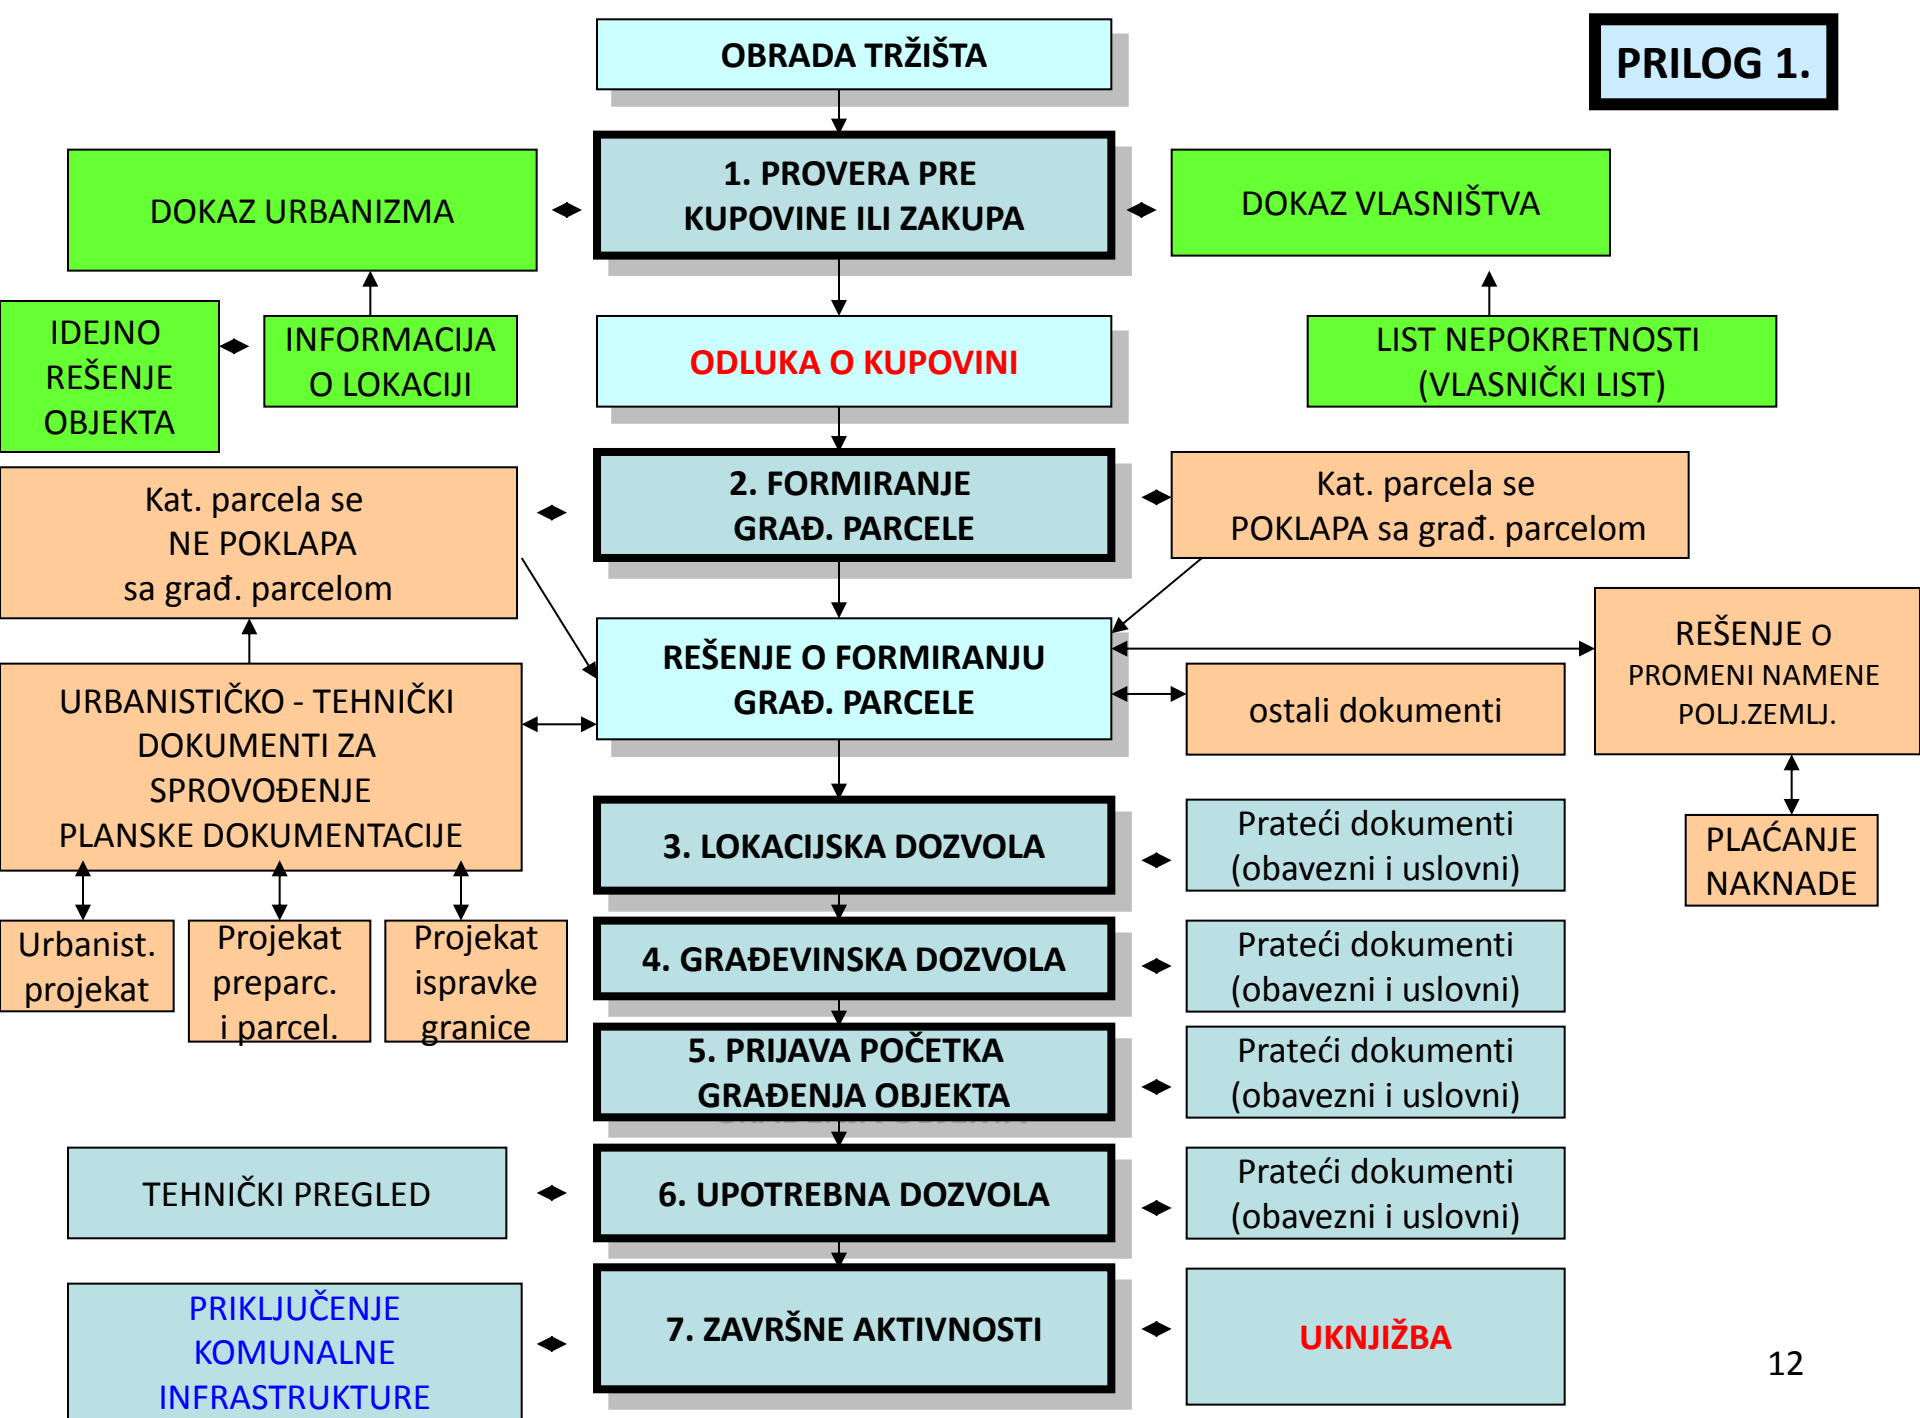 OBRADA TRŽIŠTA
PRILOG 1.
1. PROVERA PRE
KUPOVINE ILI ZAKUPA
DOKAZ URBANIZMA
DOKAZ VLASNIŠTVA
IDEJNO
REŠENJE
OBJEKTA
INFORMACIJA
O LOKACIJI
ODLUKA O KUPOVINI
LIST NEPOKRETNOSTI
(VLASNIČKI LIST)
Kat. parcela se
NE POKLAPA
sa građ. parcelom
2. FORMIRANJE
GRAĐ. PARCELE
Kat. parcela se
POKLAPA sa građ. parcelom
REŠENJE O FORMIRANJU
GRAĐ. PARCELE
REŠENJE O
PROMENI NAMENE
POLJ.ZEMLJ.
URBANISTIČKO - TEHNIČKI
DOKUMENTI ZA
SPROVOĐENJE
PLANSKE DOKUMENTACIJE
ostali dokumenti
3. LOKACIJSKA DOZVOLA
Prateći dokumenti
(obavezni i uslovni)
PLAĆANJE
NAKNADE
Urbanist.
projekat
Projekat
preparc.
i parcel.
Projekat
ispravke
granice
4. GRAĐEVINSKA DOZVOLA
Prateći dokumenti
(obavezni i uslovni)
5. PRIJAVA POČETKA
GRAĐENJA OBJEKTA
Prateći dokumenti
(obavezni i uslovni)
TEHNIČKI PREGLED
6. UPOTREBNA DOZVOLA
Prateći dokumenti
(obavezni i uslovni)
PRIKLJUČENJE
KOMUNALNE
INFRASTRUKTURE
7. ZAVRŠNE AKTIVNOSTI
UKNJIŽBA
12